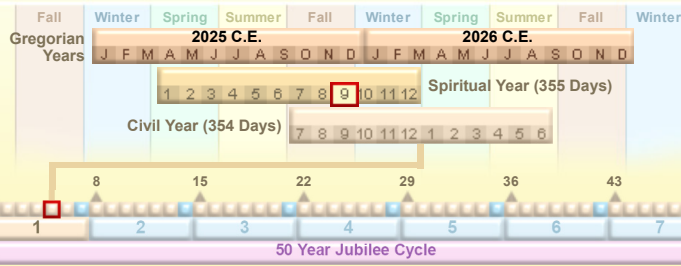 Fall Winter Spring Summer Fall Winter Spring Summer Fall Winter
Gregorian Years
2025 C.E. 2026 C.E.
J F M A M J J A S O N D J F M A M J J A S O N D
1 2 3 4 5 6 7 8 9 10 11 12
Spiritual Year (355 Days)
Civil Year (354 Days)
7 8 9 10 11 12 1 2 3 4 5 6
8 15 22 29 36 43
1 2 3 4 5 6 7
50 Year Jubilee Cycle